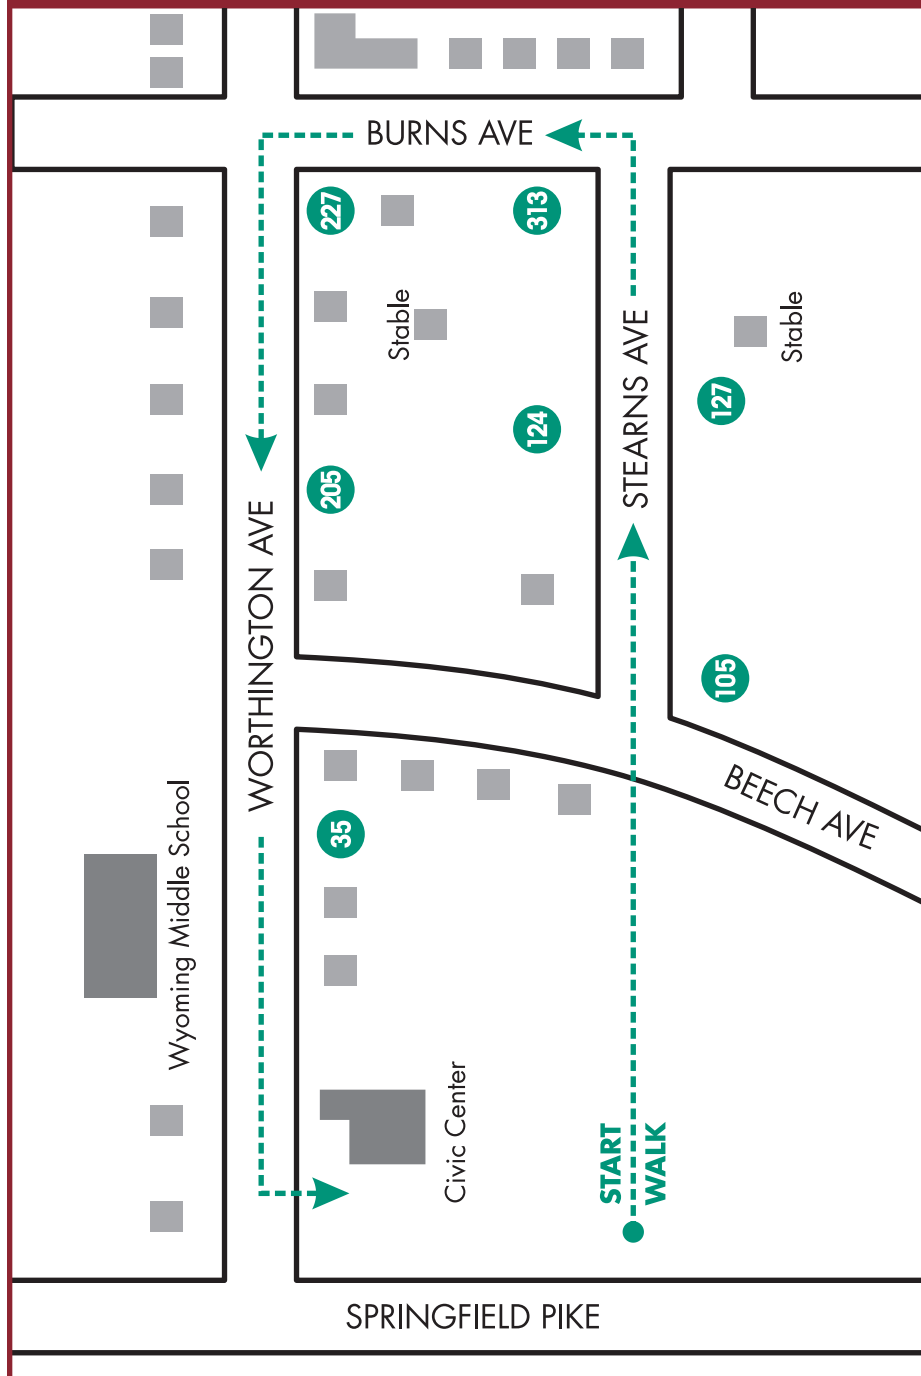 BURNS AVE
227
313
Stable
STEARNS AVE
Stable
127
124
205
WORTHINGTON AVE
105
BEECH AVE
35
Wyoming Middle School
Civic Center
START
WALK
SPRINGFIELD PIKE